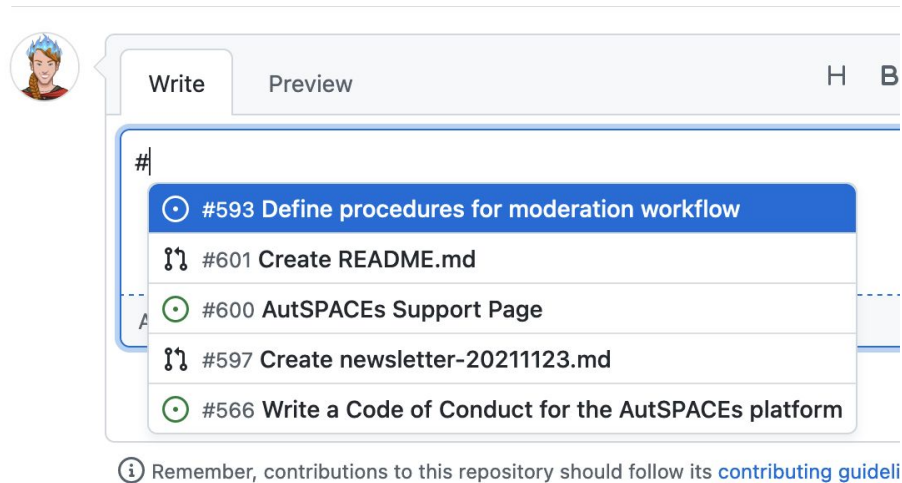 Write Preview H B
#
#593 Define procedures for moderation workflow
#601 Create README.md
#600 AutSPACEs Support Page
#597 Create newsletter-20211123.md
#566 Write a Code of Conduct for the AutSPACEs platform
Remember, contributions to this repository should follow its contributing guideli